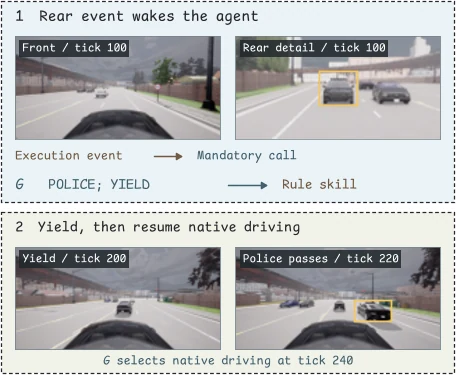 1 Rear event wakes the agent
Front / tick 100
Rear detail / tick 100
Execution event → Mandatory call
G POLICE; YIELD → Rule skill
2 Yield, then resume native driving
Yield / tick 200
Police passes / tick 220
G selects native driving at tick 240